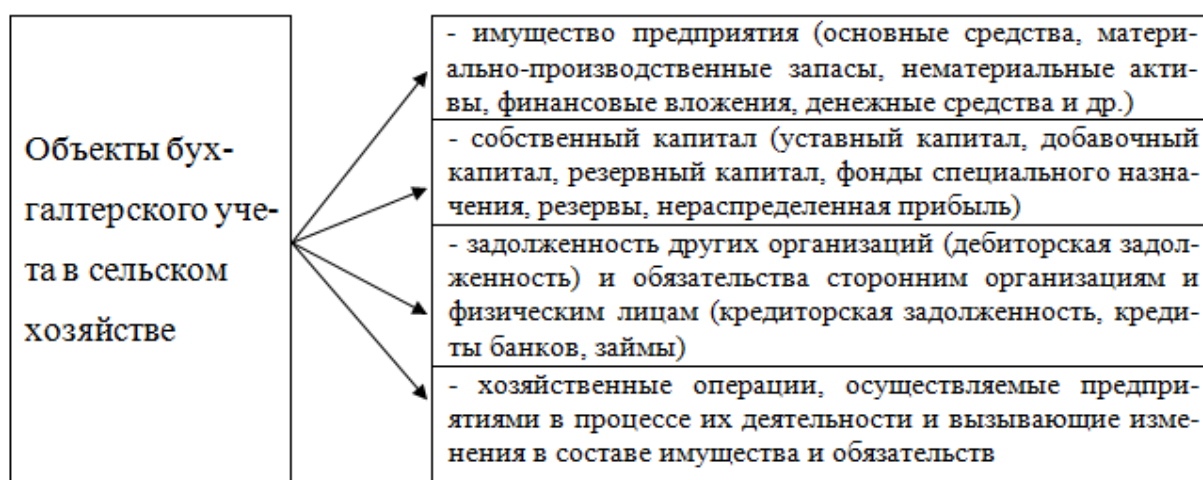 Объекты бух-
галтерского уче-
та в сельском
хозяйстве
- имущество предприятия (основные средства, матери-
ально-производственные запасы, нематериальные акти-
вы, финансовые вложения, денежные средства и др.)
- собственный капитал (уставный капитал, добавочный
капитал, резервный капитал, фонды специального назна-
чения, резервы, нераспределенная прибыль)
- задолженность других организаций (дебиторская задол-
женность) и обязательства сторонним организациям и
физическим лицам (кредиторская задолженность, креди-
ты банков, займы)
- хозяйственные операции, осуществляемые предпри-
ятиями в процессе их деятельности и вызывающие изме-
нения в составе имущества и обязательств